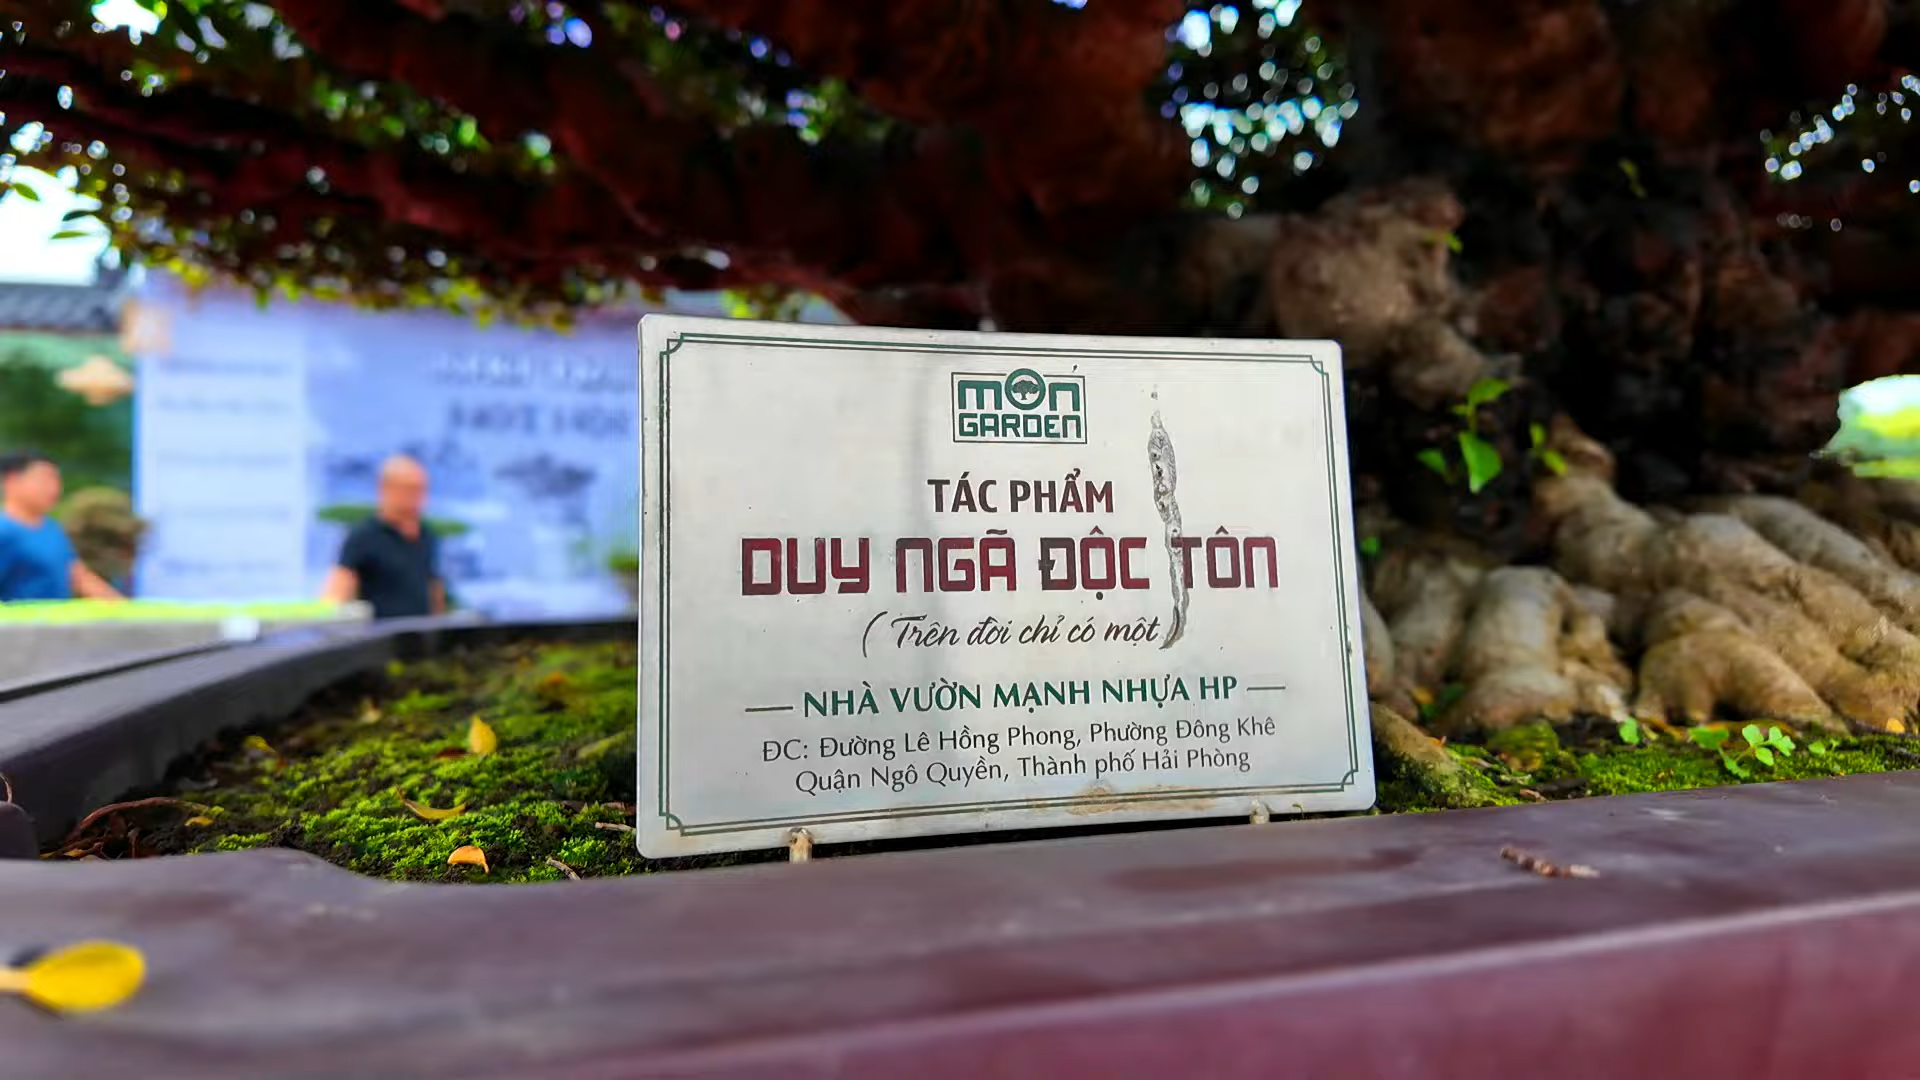 MÓN
GARDEN
TÁC PHẨM
DUY NGÃ ĐỘC TÔN
( Trên đời chỉ có một )
NHÀ VƯỜN MẠNH NHỰA HP
ĐC: Đường Lê Hồng Phong, Phường Đông Khê
Quận Ngô Quyền, Thành phố Hải Phòng